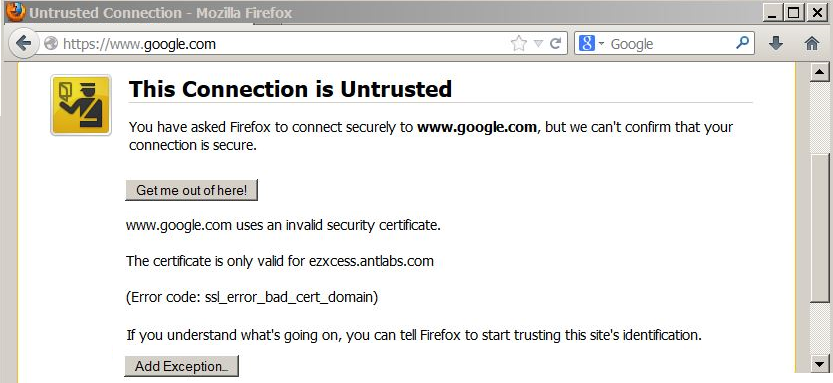 Untrusted Connection - Mozilla Firefox
https://www.google.com
Google
This Connection is Untrusted
You have asked Firefox to connect securely to www.google.com, but we can't confirm that your
connection is secure.
Get me out of here!
www.google.com uses an invalid security certificate.
The certificate is only valid for ezxcess.antlabs.com
(Error code: ssl_error_bad_cert_domain)
If you understand what's going on, you can tell Firefox to start trusting this site's identification.
Add Exception...